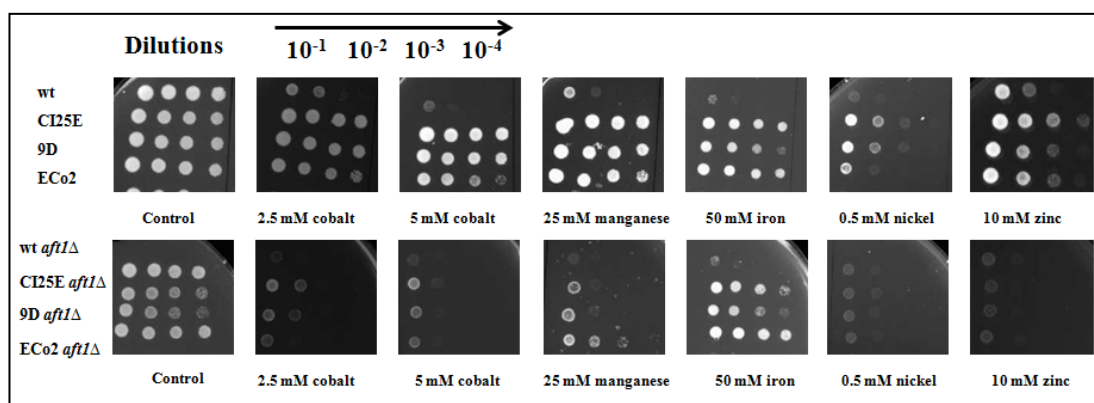 Dilutions 10⁻¹ 10⁻² 10⁻³ 10⁻⁴
wt
CI25E
9D
ECo2
Control 2.5 mM cobalt 5 mM cobalt 25 mM manganese 50 mM iron 0.5 mM nickel 10 mM zinc
wt aft1Δ
CI25E aft1Δ
9D aft1Δ
ECo2 aft1Δ
Control 2.5 mM cobalt 5 mM cobalt 25 mM manganese 50 mM iron 0.5 mM nickel 10 mM zinc